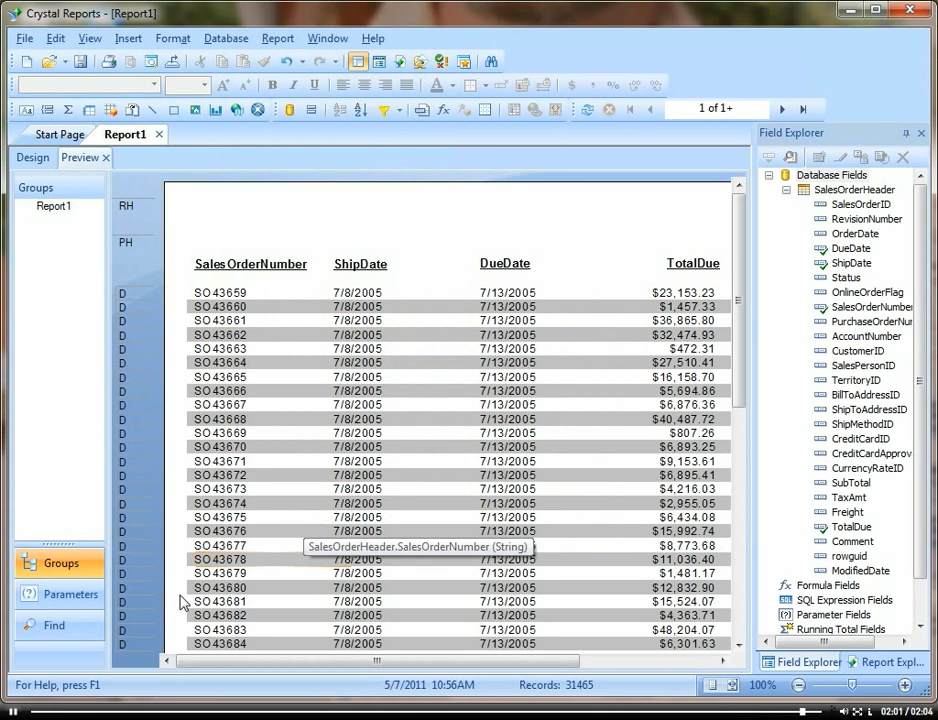 Crystal Reports - [Report1]
File Edit View Insert Format Database Report Window Help
1 of 1+
Start Page Report1
Design Preview
Groups
Report1
RH
PH
SalesOrderNumber ShipDate DueDate TotalDue
D SO43659 7/8/2005 7/13/2005 $23,153.23
D SO43660 7/8/2005 7/13/2005 $1,457.33
D SO43661 7/8/2005 7/13/2005 $36,865.80
D SO43662 7/8/2005 7/13/2005 $32,474.93
D SO43663 7/8/2005 7/13/2005 $472.31
D SO43664 7/8/2005 7/13/2005 $27,510.41
D SO43665 7/8/2005 7/13/2005 $16,158.70
D SO43666 7/8/2005 7/13/2005 $5,694.86
D SO43667 7/8/2005 7/13/2005 $6,876.36
D SO43668 7/8/2005 7/13/2005 $40,487.72
D SO43669 7/8/2005 7/13/2005 $807.26
D SO43670 7/8/2005 7/13/2005 $6,893.25
D SO43671 7/8/2005 7/13/2005 $9,153.61
D SO43672 7/8/2005 7/13/2005 $6,895.41
D SO43673 7/8/2005 7/13/2005 $4,216.03
D SO43674 7/8/2005 7/13/2005 $2,955.05
D SO43675 7/8/2005 7/13/2005 $6,434.08
D SO43676 7/8/2005 7/13/2005 $15,992.74
D SO43677 $8,773.68
SalesOrderHeader.SalesOrderNumber (String)
D SO43678 7/8/2005 7/13/2005 $11,036.40
D SO43679 7/8/2005 7/13/2005 $1,481.17
D SO43680 7/8/2005 7/13/2005 $12,832.90
D SO43681 7/8/2005 7/13/2005 $15,524.07
D SO43682 7/8/2005 7/13/2005 $4,363.71
D SO43683 7/8/2005 7/13/2005 $48,204.07
D SO43684 7/8/2005 7/13/2005 $6,301.63
Groups
Parameters
Find
Field Explorer
Database Fields
SalesOrderHeader
SalesOrderID
RevisionNumber
OrderDate
DueDate
ShipDate
Status
OnlineOrderFlag
SalesOrderNumber
PurchaseOrderNu
AccountNumber
CustomerID
SalesPersonID
TerritoryID
BillToAddressID
ShipToAddressID
ShipMethodID
CreditCardID
CreditCardApprov
CurrencyRateID
SubTotal
TaxAmt
Freight
TotalDue
Comment
rowguid
ModifiedDate
Formula Fields
SQL Expression Fields
Parameter Fields
Running Total Fields
Field Explorer Report Expl...
For Help, press F1 5/7/2011 10:56AM Records: 31465 100%
02:01 / 02:04